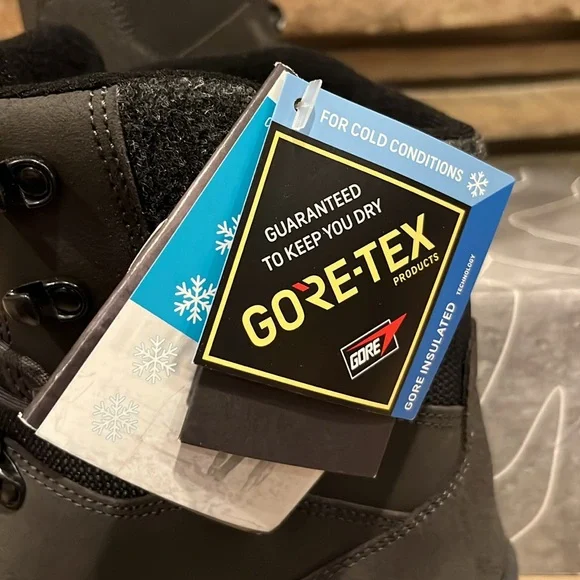 FOR COLD CONDITIONS
GUARANTEED
TO KEEP YOU DRY
GORE-TEX
PRODUCTS
GORE
GORE INSULATED
TECHNOLOGY